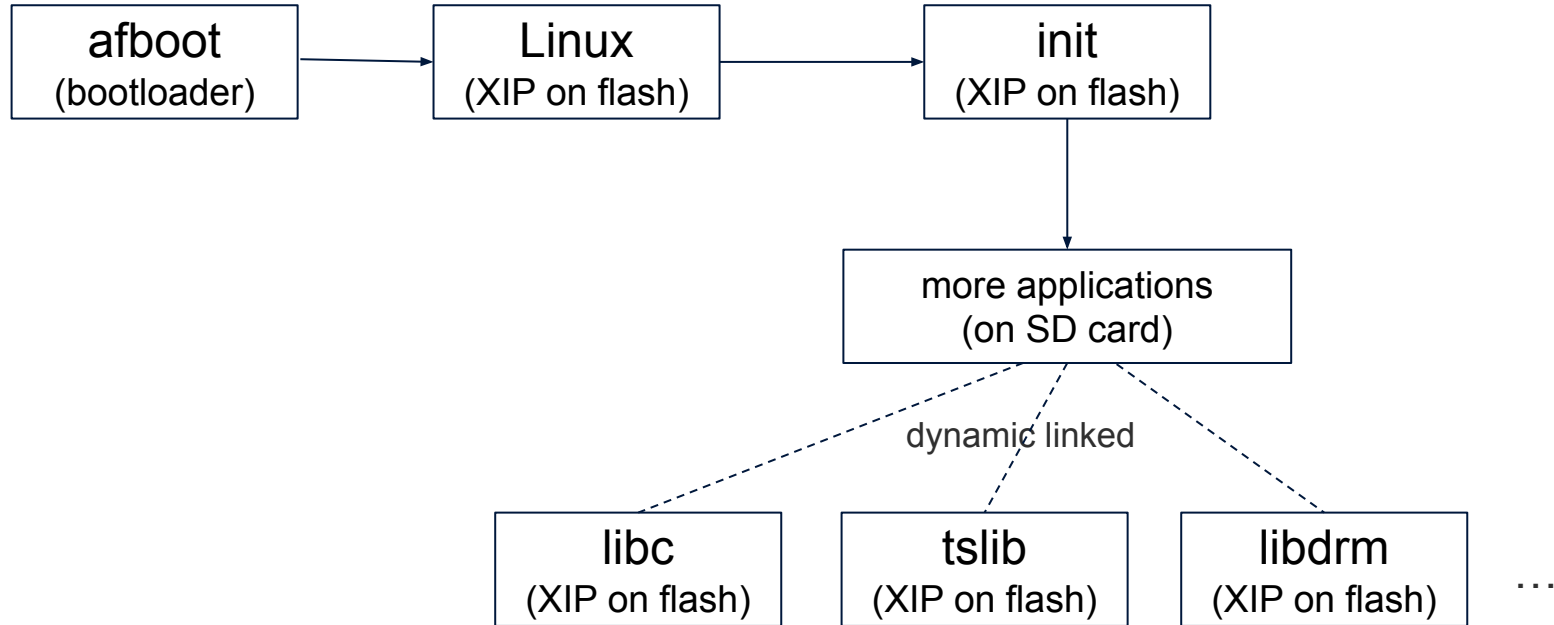 afboot
(bootloader)
Linux
(XIP on flash)
init
(XIP on flash)
more applications
(on SD card)
dynamic linked
libc
(XIP on flash)
tslib
(XIP on flash)
libdrm
(XIP on flash)
...